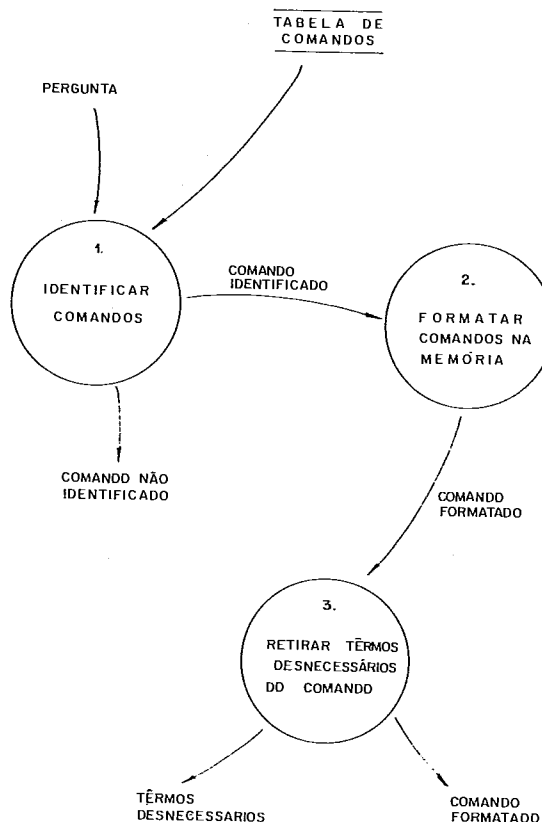 TABELA DE
COMANDOS
PERGUNTA
1.
IDENTIFICAR
COMANDOS
COMANDO
IDENTIFICADO
2.
FORMATAR
COMANDOS NA
MEMÓRIA
COMANDO NÃO
IDENTIFICADO
COMANDO
FORMATADO
3.
RETIRAR TÊRMOS
DESNECESSÁRIOS
DO COMANDO
TÊRMOS
DESNECESSARIOS
COMANDO
FORMATADO